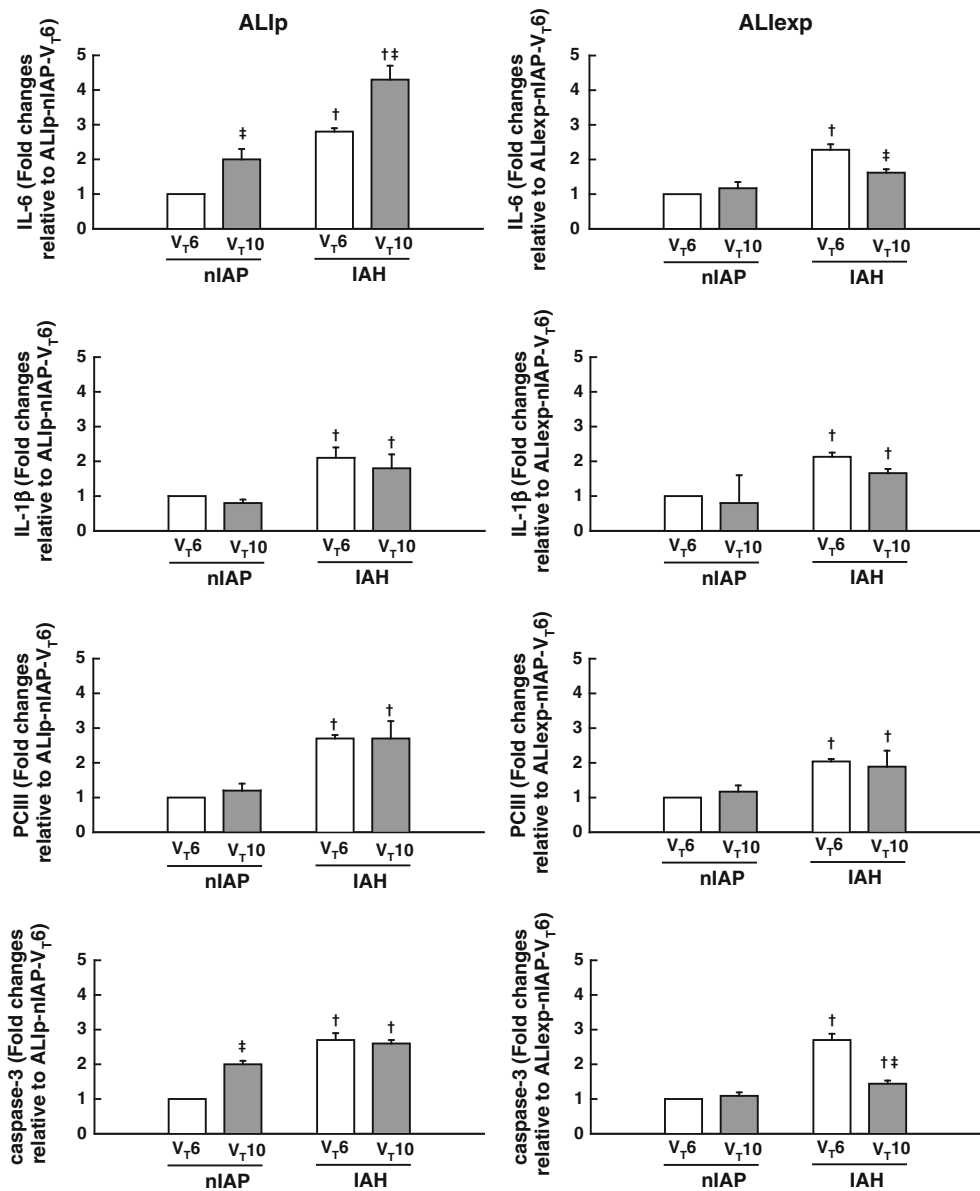 ALIp
IL-6 (Fold changes
relative to ALIp-nIAP-VT6)
5
4
3
2
1
0
‡
†
†‡
VT6 VT10 VT6 VT10
nIAP IAH
ALIexp
IL-6 (Fold changes
relative to ALIexp-nIAP-VT6)
5
4
3
2
1
0
†
‡
VT6 VT10 VT6 VT10
nIAP IAH
IL-1β (Fold changes
relative to ALIp-nIAP-VT6)
5
4
3
2
1
0
† †
VT6 VT10 VT6 VT10
nIAP IAH
IL-1β (Fold changes
relative to ALIexp-nIAP-VT6)
5
4
3
2
1
0
† †
VT6 VT10 VT6 VT10
nIAP IAH
PCIII (Fold changes
relative to ALIp-nIAP-VT6)
5
4
3
2
1
0
† †
VT6 VT10 VT6 VT10
nIAP IAH
PCIII (Fold changes
relative to ALIexp-nIAP-VT6)
5
4
3
2
1
0
† †
VT6 VT10 VT6 VT10
nIAP IAH
caspase-3 (Fold changes
relative to ALIp-nIAP-VT6)
5
4
3
2
1
0
‡
† †
VT6 VT10 VT6 VT10
nIAP IAH
caspase-3 (Fold changes
relative to ALIexp-nIAP-VT6)
5
4
3
2
1
0
†
†‡
VT6 VT10 VT6 VT10
nIAP IAH